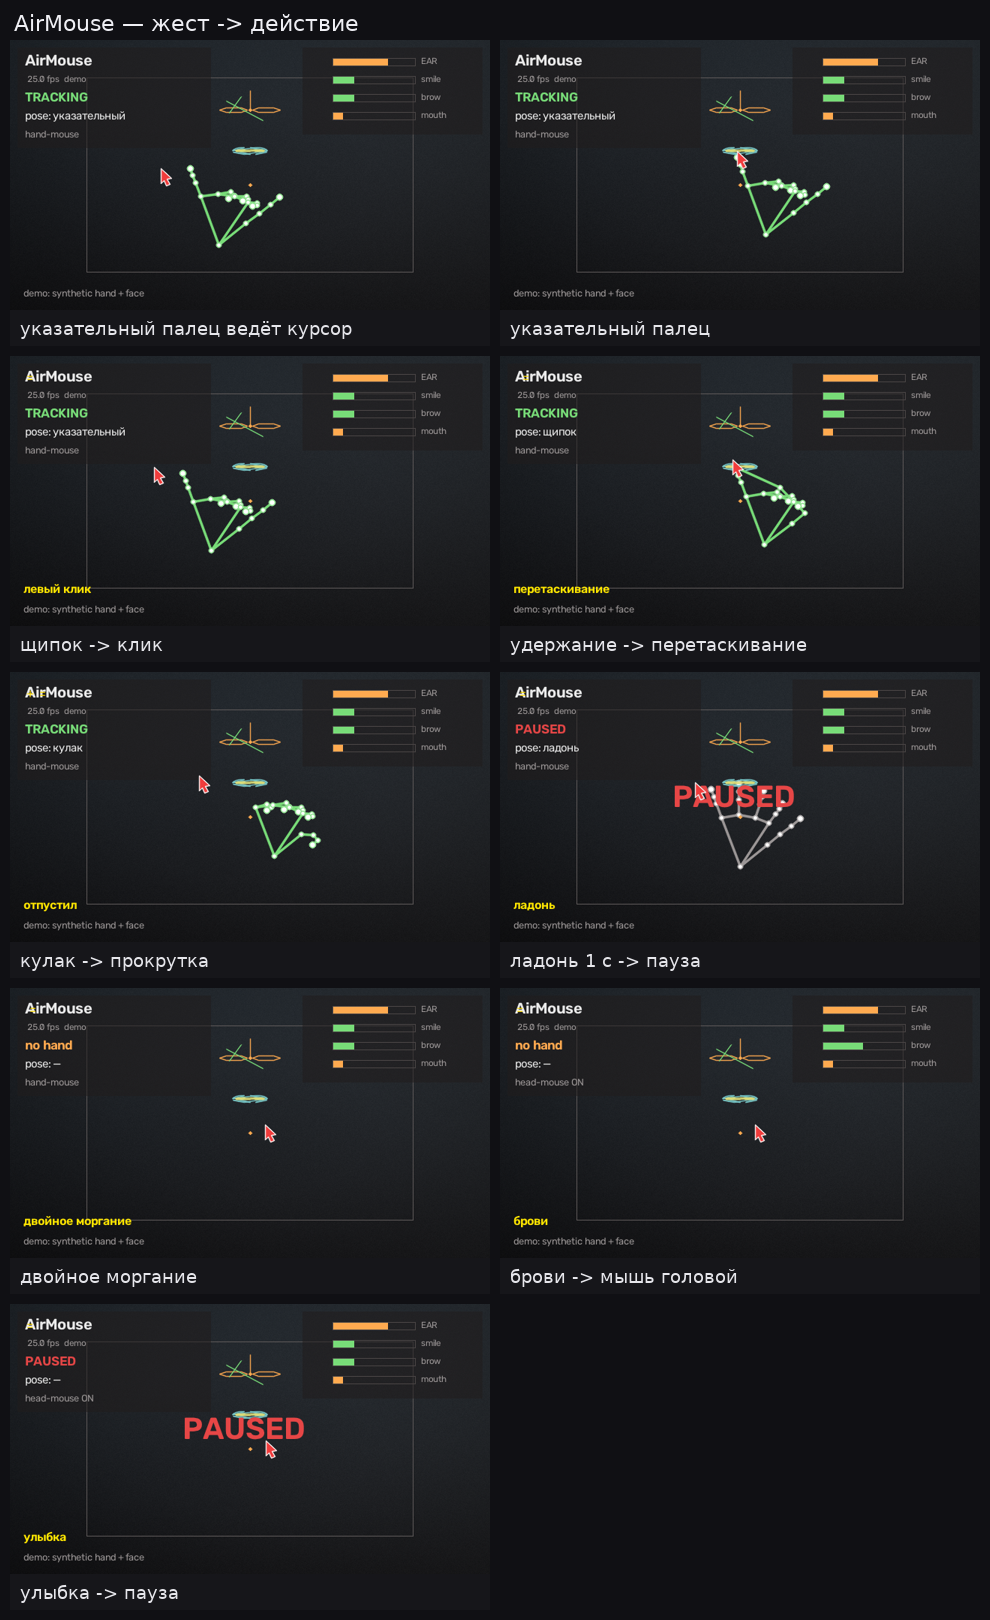 AirMouse — жест -> действие
AirMouse
25.0 fps demo
TRACKING
pose: указательный
hand-mouse
EAR
smile
brow
mouth
demo: synthetic hand + face
указательный палец ведёт курсор
AirMouse
25.0 fps demo
TRACKING
pose: указательный
hand-mouse
EAR
smile
brow
mouth
demo: synthetic hand + face
указательный палец
AirMouse
25.0 fps demo
TRACKING
pose: указательный
hand-mouse
EAR
smile
brow
mouth
левый клик
demo: synthetic hand + face
щипок -> клик
AirMouse
25.0 fps demo
TRACKING
pose: щипок
hand-mouse
EAR
smile
brow
mouth
перетаскивание
demo: synthetic hand + face
удержание -> перетаскивание
AirMouse
25.0 fps demo
TRACKING
pose: кулак
hand-mouse
EAR
smile
brow
mouth
отпустил
demo: synthetic hand + face
кулак -> прокрутка
AirMouse
25.0 fps demo
PAUSED
pose: ладонь
hand-mouse
EAR
smile
brow
mouth
PAUSED
ладонь
demo: synthetic hand + face
ладонь 1 с -> пауза
AirMouse
25.0 fps demo
no hand
pose: —
hand-mouse
EAR
smile
brow
mouth
двойное моргание
demo: synthetic hand + face
двойное моргание
AirMouse
25.0 fps demo
no hand
pose: —
head-mouse ON
EAR
smile
brow
mouth
брови
demo: synthetic hand + face
брови -> мышь головой
AirMouse
25.0 fps demo
PAUSED
pose: —
head-mouse ON
EAR
smile
brow
mouth
PAUSED
улыбка
demo: synthetic hand + face
улыбка -> пауза